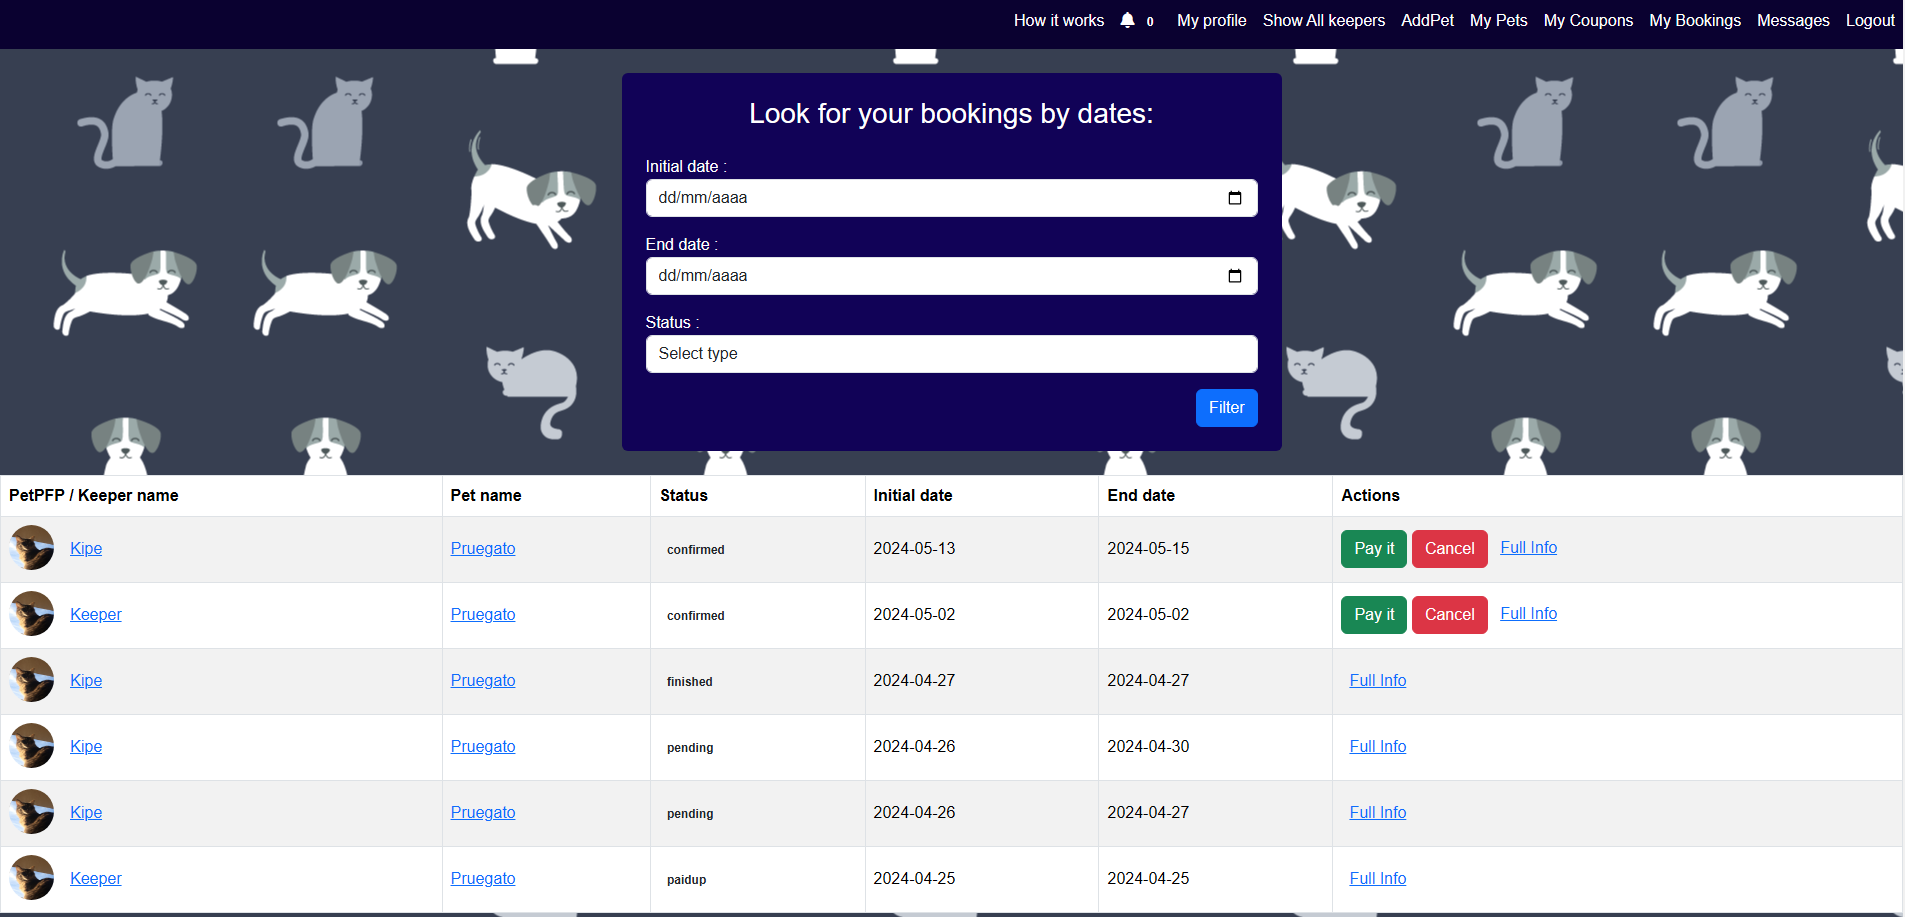 How it works 0 My profile Show All keepers AddPet My Pets My Coupons My Bookings Messages Logout
Look for your bookings by dates:
Initial date :
dd/mm/aaaa
End date :
dd/mm/aaaa
Status :
Select type
Filter
PetPFP / Keeper name Pet name Status Initial date End date Actions
Kipe Pruegato confirmed 2024-05-13 2024-05-15 Pay it Cancel Full Info
Keeper Pruegato confirmed 2024-05-02 2024-05-02 Pay it Cancel Full Info
Kipe Pruegato finished 2024-04-27 2024-04-27 Full Info
Kipe Pruegato pending 2024-04-26 2024-04-30 Full Info
Kipe Pruegato pending 2024-04-26 2024-04-27 Full Info
Keeper Pruegato paidup 2024-04-25 2024-04-25 Full Info